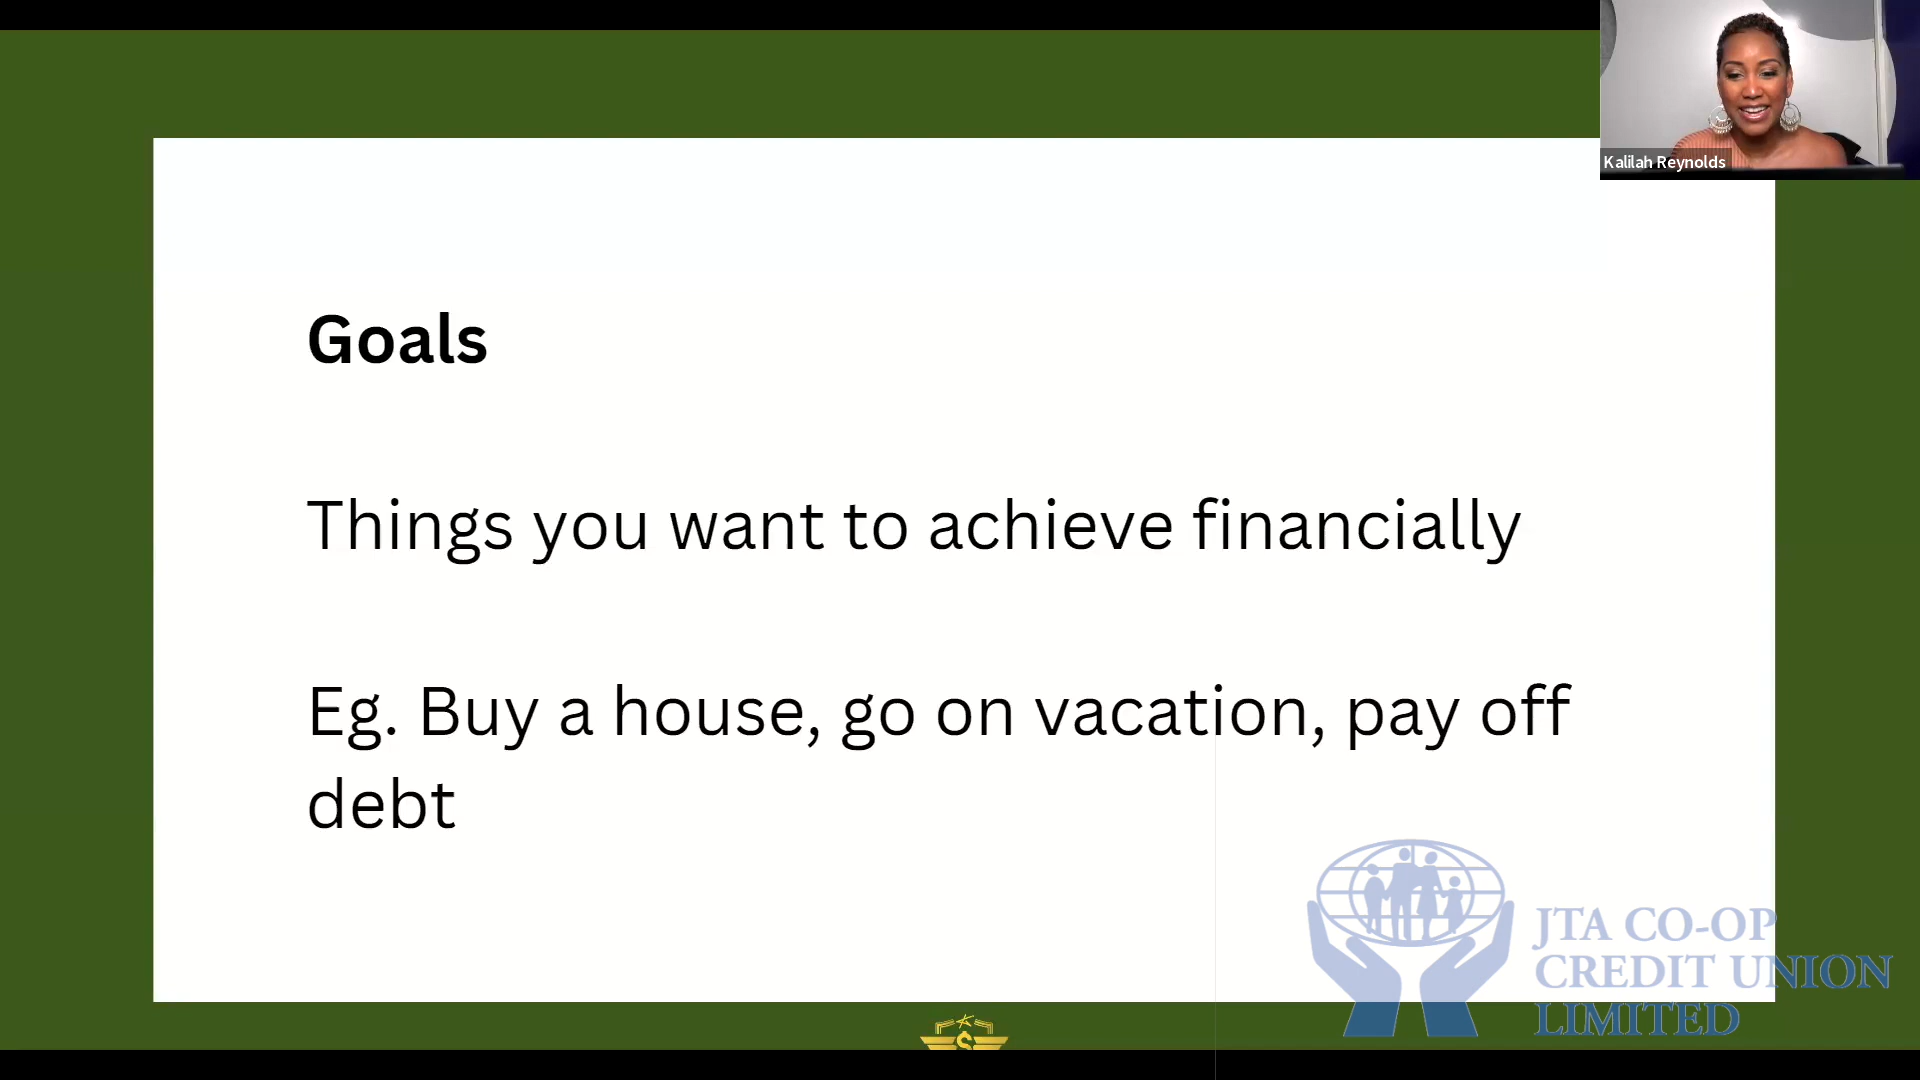 Kalilah Reynolds
Goals
Things you want to achieve financially
Eg. Buy a house, go on vacation, pay off
debt
JTA CO-OP
CREDIT UNION
LIMITED
$